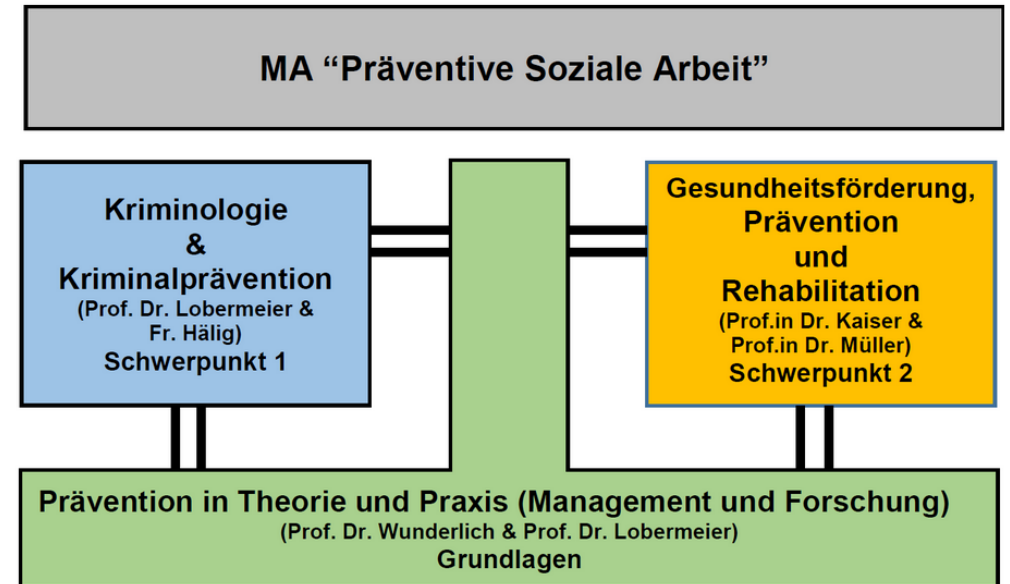 MA “Präventive Soziale Arbeit”
Kriminologie
&
Kriminalprävention
(Prof. Dr. Lobermeier &
Fr. Hälig)
Schwerpunkt 1
Gesundheitsförderung,
Prävention
und
Rehabilitation
(Prof.in Dr. Kaiser &
Prof.in Dr. Müller)
Schwerpunkt 2
Prävention in Theorie und Praxis (Management und Forschung)
(Prof. Dr. Wunderlich & Prof. Dr. Lobermeier)
Grundlagen